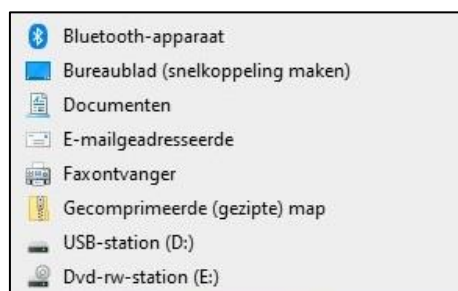 Bluetooth-apparaat
Bureaublad (snelkoppeling maken)
Documenten
E-mailgeadresseerde
Faxontvanger
Gecomprimeerde (gezipte) map
USB-station (D:)
Dvd-rw-station (E:)